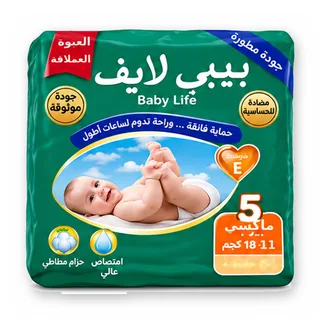 العبوة
العملاقة
جودة مطورة
بيبي لايف
Baby Life
جودة
موثوقة
مضادة
للحساسية
حماية فائقة ... وراحة تدوم لساعات أطول
E
5
ماكسي
11-18 كجم
حزام مطاطي
امتصاص
عالي